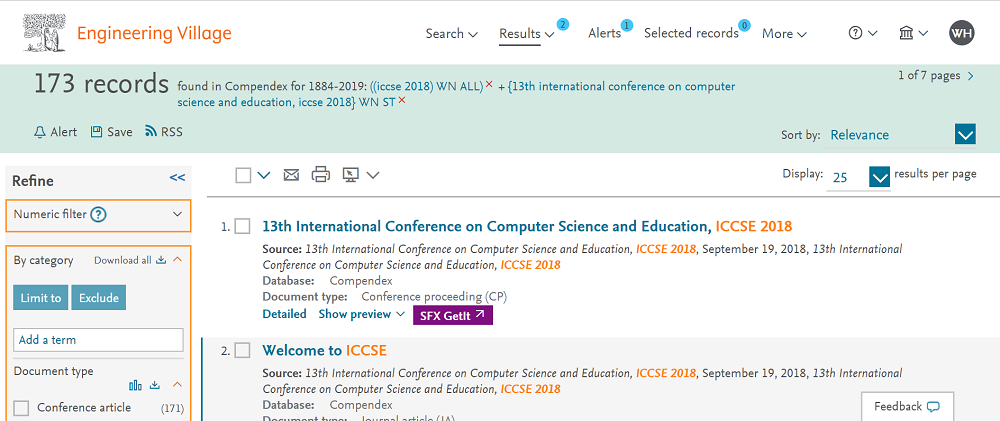 Engineering Village
Search
Results 2
Alerts 1
Selected records 0
More
?
WH
173 records found in Compendex for 1884-2019: ((iccse 2018) WN ALL)× + {13th international conference on computer
science and education, iccse 2018} WN ST×
1 of 7 pages >
Alert Save RSS
Sort by: Relevance
Refine <<
Display: 25 results per page
Numeric filter ?
1. 13th International Conference on Computer Science and Education, ICCSE 2018
Source: 13th International Conference on Computer Science and Education, ICCSE 2018, September 19, 2018, 13th International
Conference on Computer Science and Education, ICCSE 2018
Database: Compendex
Document type: Conference proceeding (CP)
Detailed Show preview SFX GetIt
By category Download all
Limit to Exclude
Add a term
Document type
Conference article (171)
2. Welcome to ICCSE
Source: 13th International Conference on Computer Science and Education, ICCSE 2018, September 19, 2018, 13th International
Conference on Computer Science and Education, ICCSE 2018
Database: Compendex
Document type: Journal article (JA)
Feedback